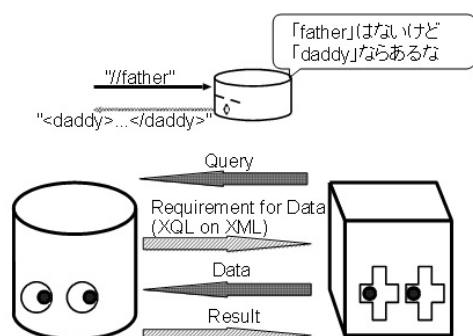 「father」はないけど
「daddy」ならあるな
"//father"
"<daddy>...</daddy>"
Query
Requirement for Data
(XQL on XML)
Data
Result